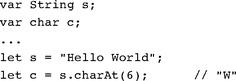 var String s;
var char c;
...
let s = "Hello World";
let c = s.charAt(6);       // "W"